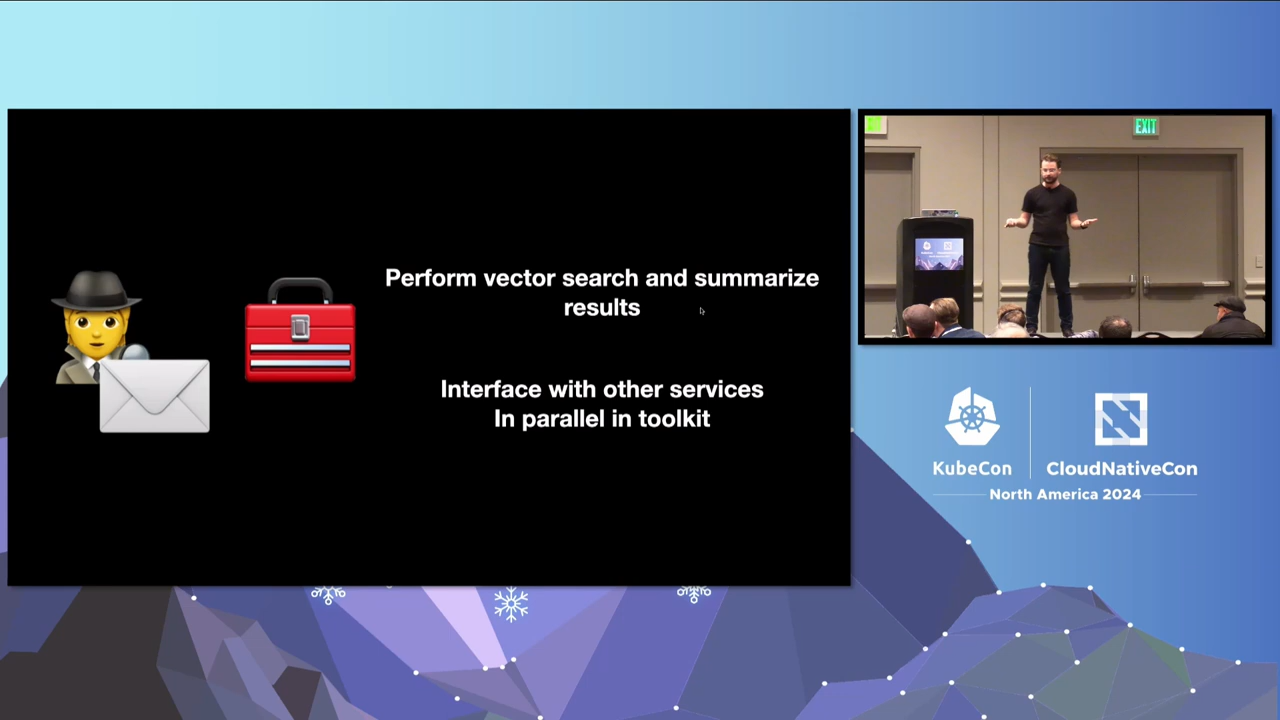 Perform vector search and summarize
results
Interface with other services
In parallel in toolkit
EXIT
KubeCon
CloudNativeCon
North America 2024